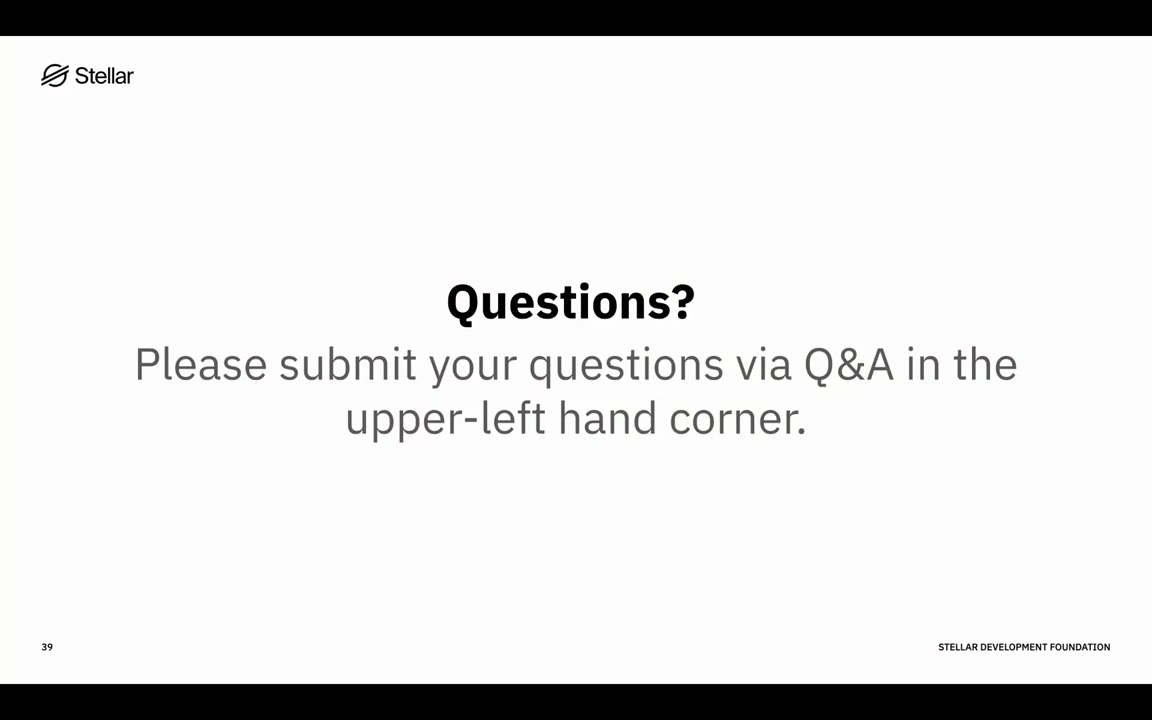 Stellar
Questions?
Please submit your questions via Q&A in the
upper-left hand corner.
39
STELLAR DEVELOPMENT FOUNDATION